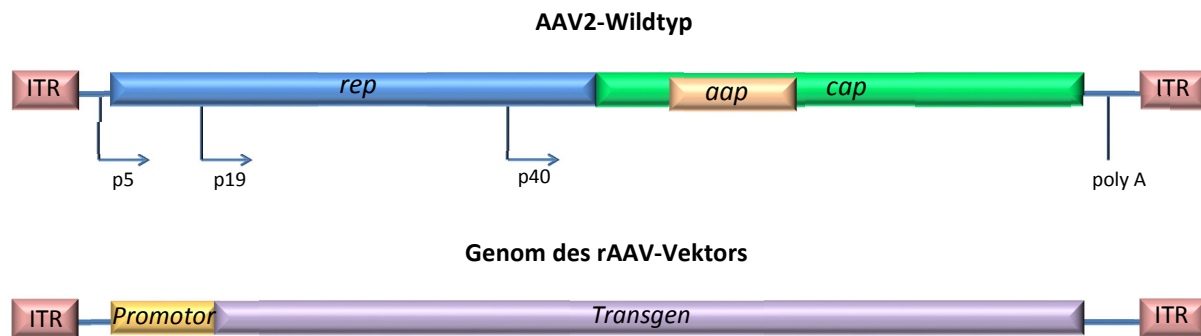 AAV2-Wildtyp
ITR rep aap cap ITR
p5 p19 p40 poly A
Genom des rAAV-Vektors
ITR Promotor Transgen ITR